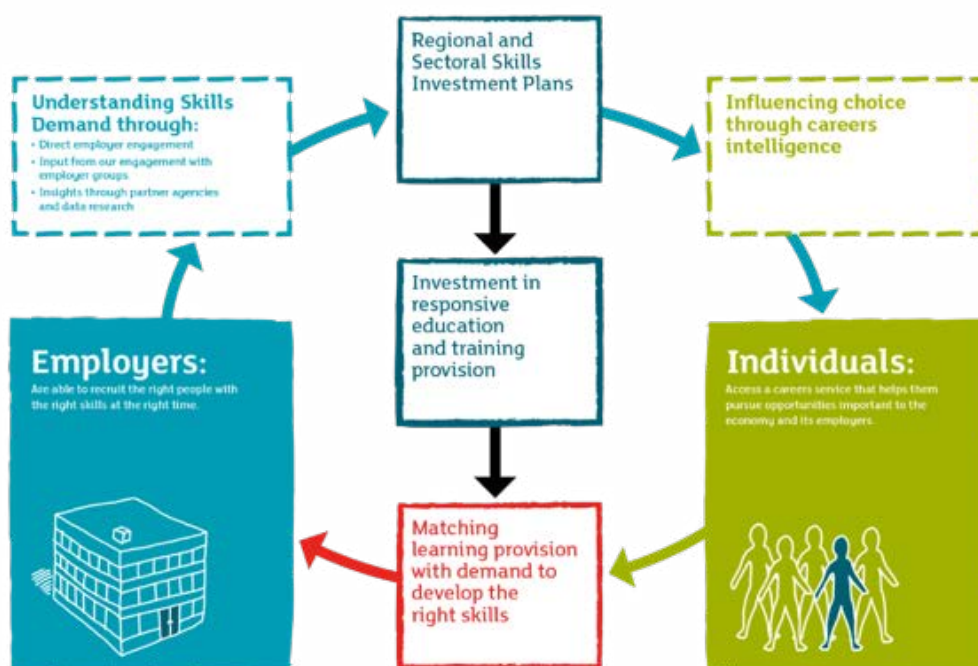 Regional and
Sectoral Skills
Investment Plans
Understanding Skills
Demand through:
• Direct employer engagement
• Input from our engagement with
employer groups
• Insights through partner agencies
and data research
Influencing choice
through careers
intelligence
Investment in
responsive
education
and training
provision
Employers:
Are able to recruit the right people with
the right skills at the right time.
Individuals:
Access a careers service that helps them
pursue opportunities important to the
economy and its employers.
Matching
learning provision
with demand to
develop the
right skills